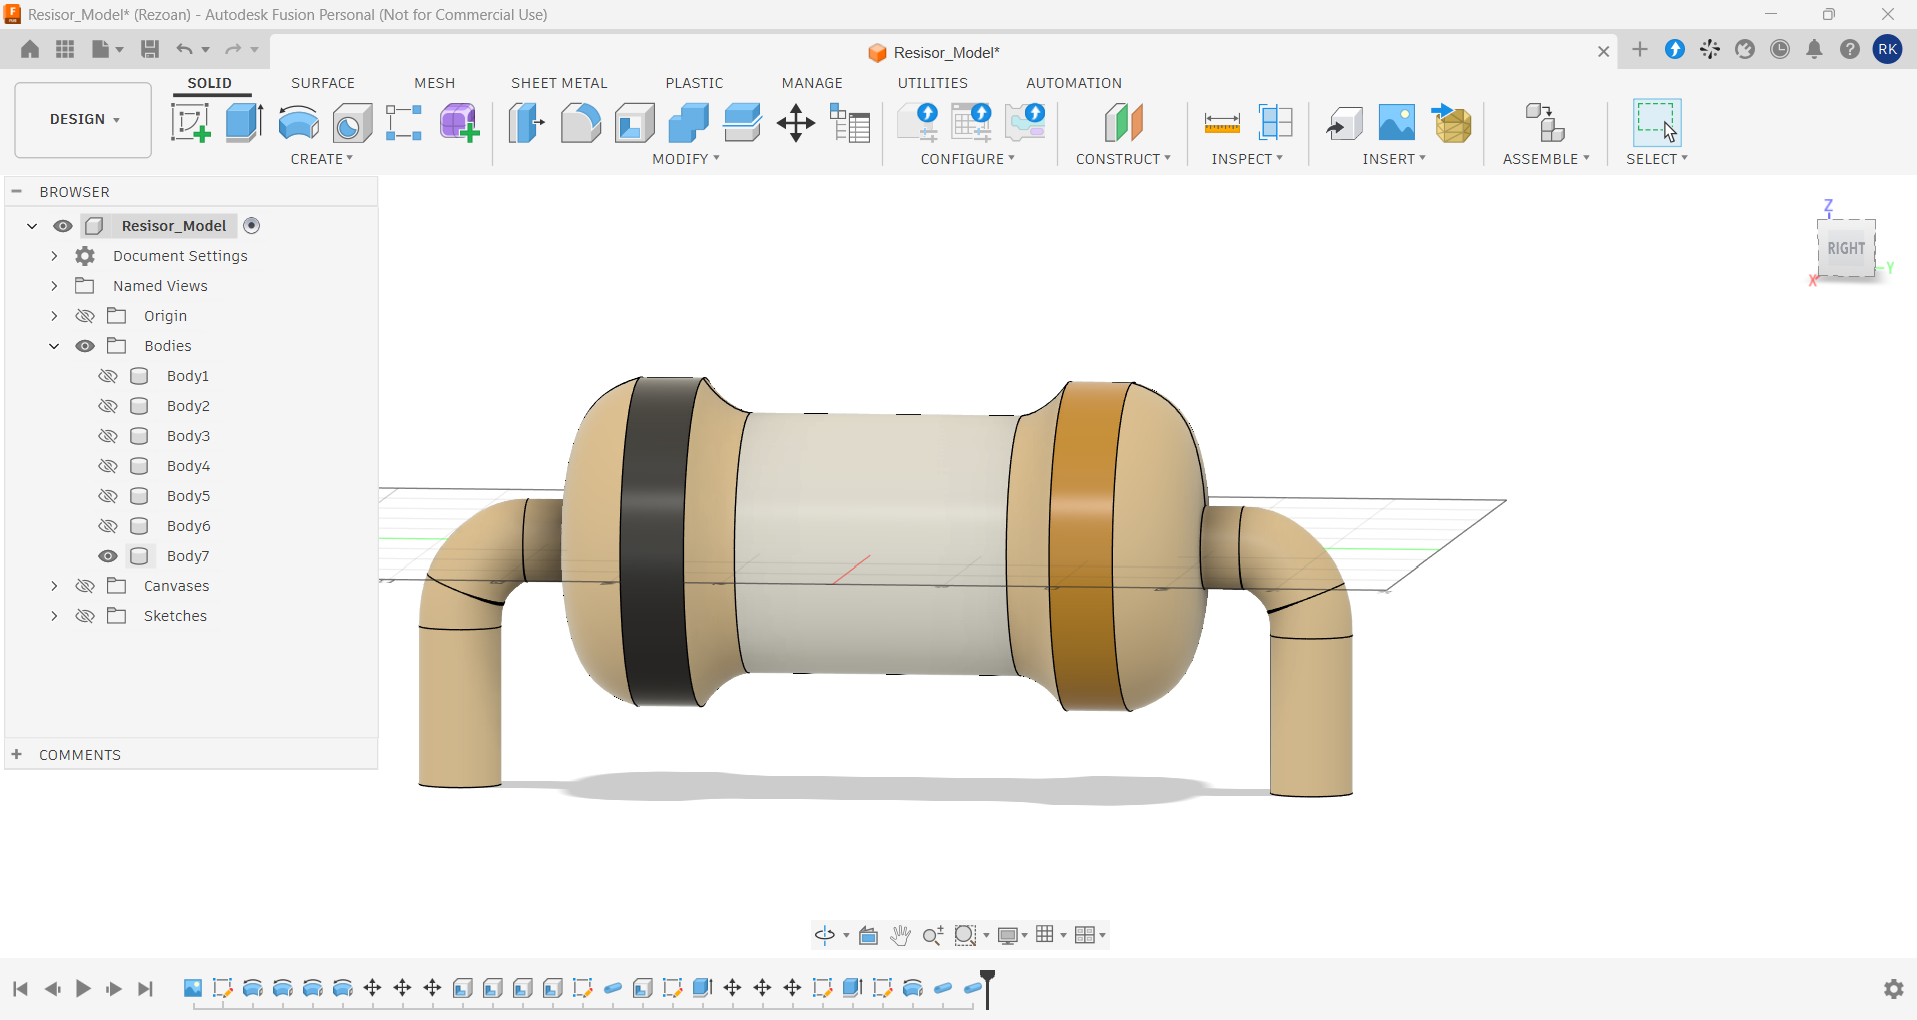 Resisor_Model* (Rezoan) - Autodesk Fusion Personal (Not for Commercial Use)
Resisor_Model*
RK
SOLID SURFACE MESH SHEET METAL PLASTIC MANAGE UTILITIES AUTOMATION
DESIGN
CREATE MODIFY CONFIGURE CONSTRUCT INSPECT INSERT ASSEMBLE SELECT
BROWSER
Resisor_Model
Document Settings
Named Views
Origin
Bodies
Body1
Body2
Body3
Body4
Body5
Body6
Body7
Canvases
Sketches
COMMENTS
Z
RIGHT
Y
X